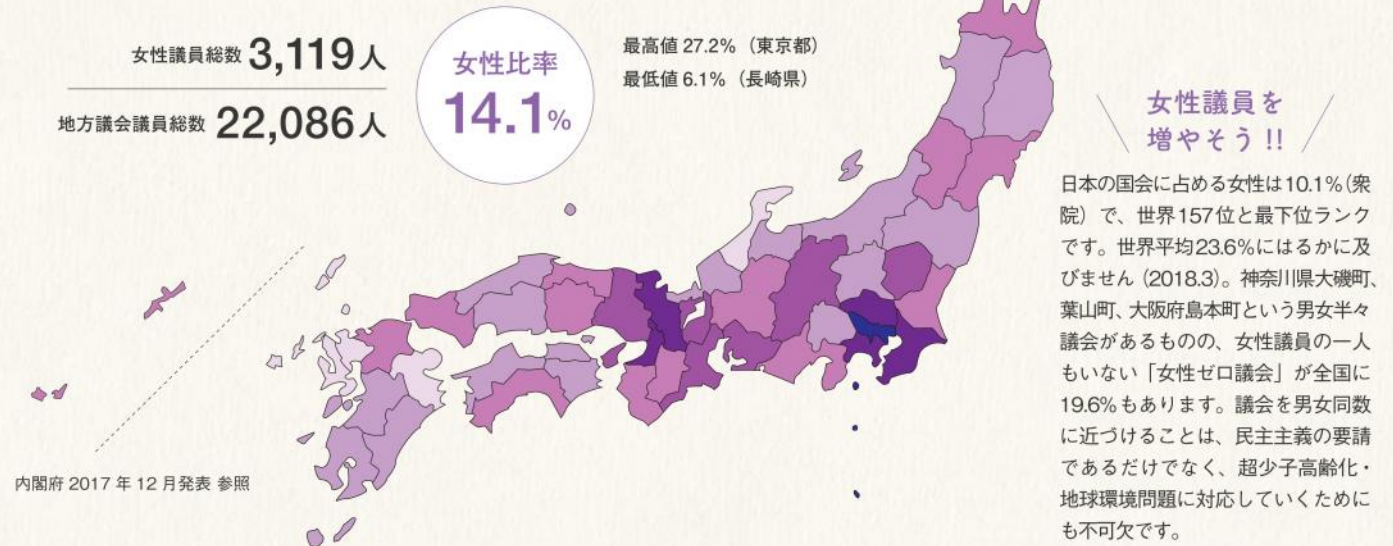 女性議員総数 3,119人
地方議会議員総数 22,086人
女性比率
14.1%
最高値 27.2%（東京都）
最低値 6.1%（長崎県）
女性議員を
増やそう !!
日本の国会に占める女性は10.1%（衆
院）で、世界157位と最下位ランク
です。世界平均23.6%にはるかに及
びません（2018.3）。神奈川県大磯町、
葉山町、大阪府島本町という男女半々
議会があるものの、女性議員の一人
もいない「女性ゼロ議会」が全国に
19.6%もあります。議会を男女同数
に近づけることは、民主主義の要請
であるだけでなく、超少子高齢化・
地球環境問題に対応していくために
も不可欠です。
内閣府 2017 年 12 月発表 参照